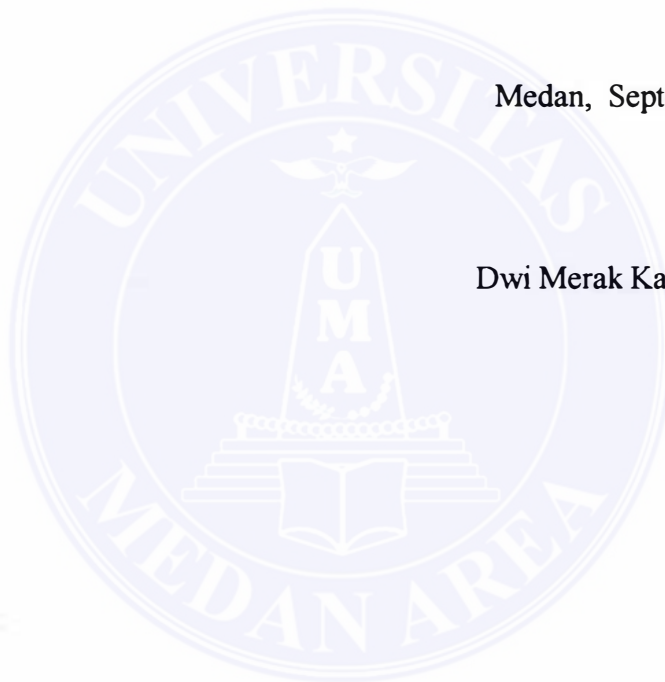 UNIVERSITAS
Medan, Sept
Dwi Merak Ka
U
M
A
MEDAN AREA